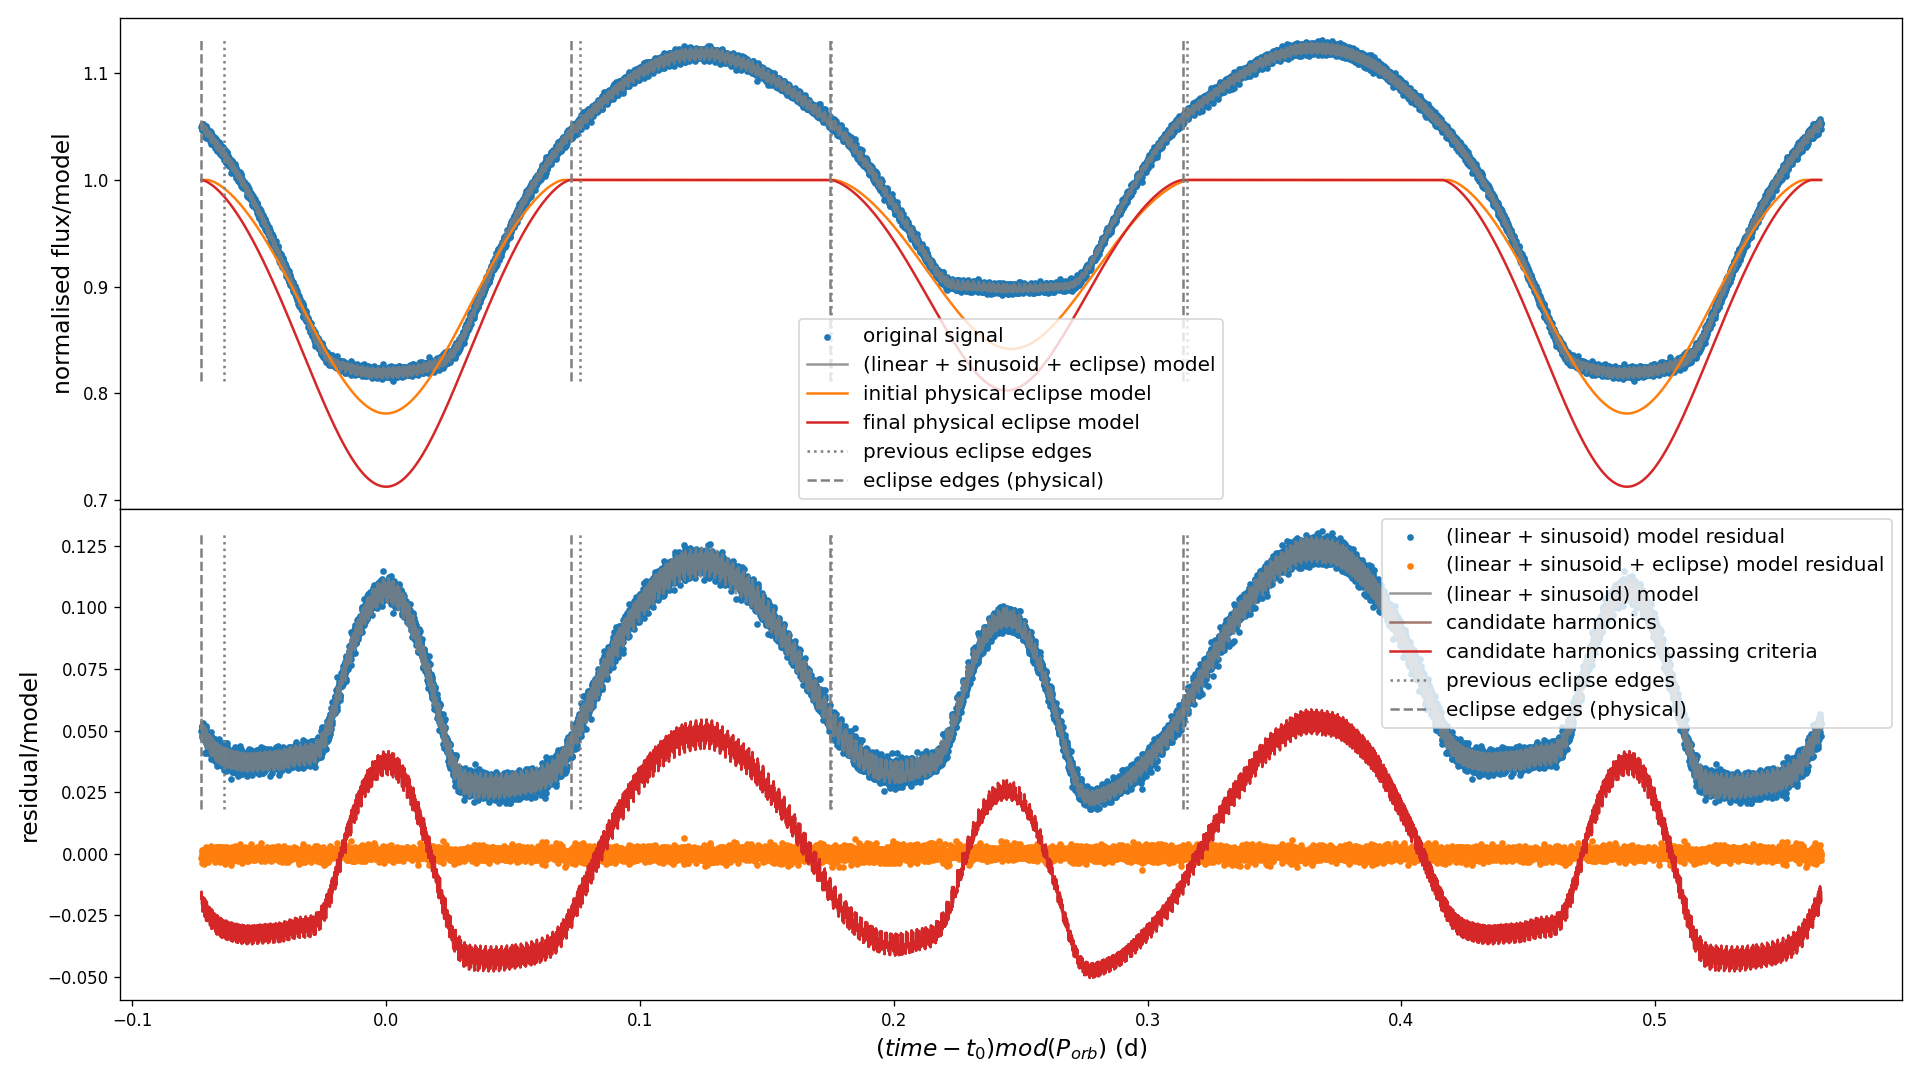 normalised flux/model
1.1
1.0
0.9
0.8
0.7
original signal
(linear + sinusoid + eclipse) model
initial physical eclipse model
final physical eclipse model
previous eclipse edges
eclipse edges (physical)
residual/model
0.125
0.100
0.075
0.050
0.025
0.000
−0.025
−0.050
(linear + sinusoid) model residual
(linear + sinusoid + eclipse) model residual
(linear + sinusoid) model
candidate harmonics
candidate harmonics passing criteria
previous eclipse edges
eclipse edges (physical)
−0.1 0.0 0.1 0.2 0.3 0.4 0.5
(time − t₀)mod(P_orb) (d)